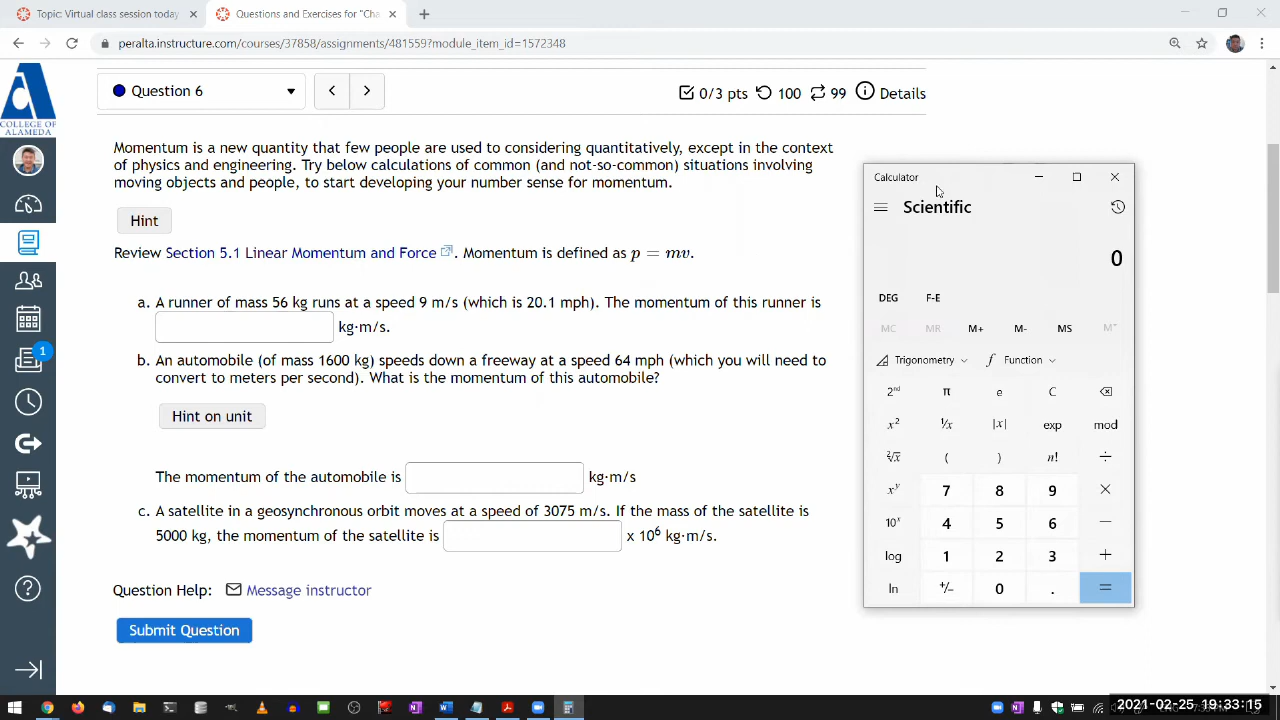 Topic: Virtual class session today
Questions and Exercises for "Cha
peralta.instructure.com/courses/37858/assignments/481559?module_item_id=1572348
COLLEGE OF
ALAMEDA
1
Question 6
0/3 pts 100 99 Details
Momentum is a new quantity that few people are used to considering quantitatively, except in the context
of physics and engineering. Try below calculations of common (and not-so-common) situations involving
moving objects and people, to start developing your number sense for momentum.
Hint
Review Section 5.1 Linear Momentum and Force. Momentum is defined as p = mv.
a. A runner of mass 56 kg runs at a speed 9 m/s (which is 20.1 mph). The momentum of this runner is
kg·m/s.
b. An automobile (of mass 1600 kg) speeds down a freeway at a speed 64 mph (which you will need to
convert to meters per second). What is the momentum of this automobile?
Hint on unit
The momentum of the automobile is kg·m/s
c. A satellite in a geosynchronous orbit moves at a speed of 3075 m/s. If the mass of the satellite is
5000 kg, the momentum of the satellite is x 10⁶ kg·m/s.
Question Help: Message instructor
Submit Question
Calculator
Scientific
0
DEG F-E
MC MR M+ M- MS M˅
Trigonometry Function
2ⁿᵈ π e C
x² ¹/x |x| exp mod
²√x ( ) n! ÷
xʸ 7 8 9 ×
10ˣ 4 5 6 −
log 1 2 3 +
ln +/− 0 . =
2021-02-25 19:33:15